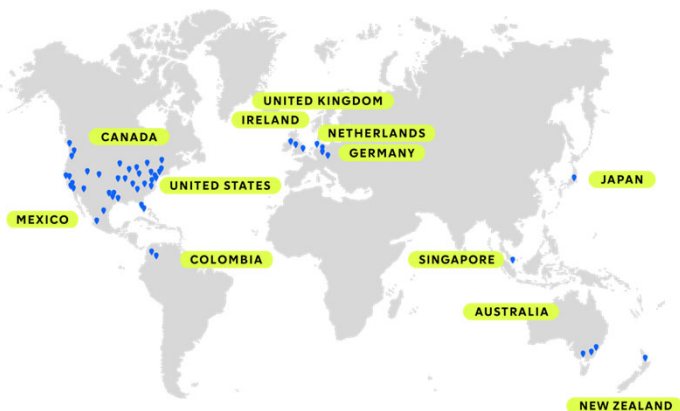 UNITED KINGDOM
IRELAND
NETHERLANDS
CANADA
GERMANY
UNITED STATES
JAPAN
MEXICO
COLOMBIA
SINGAPORE
AUSTRALIA
NEW ZEALAND